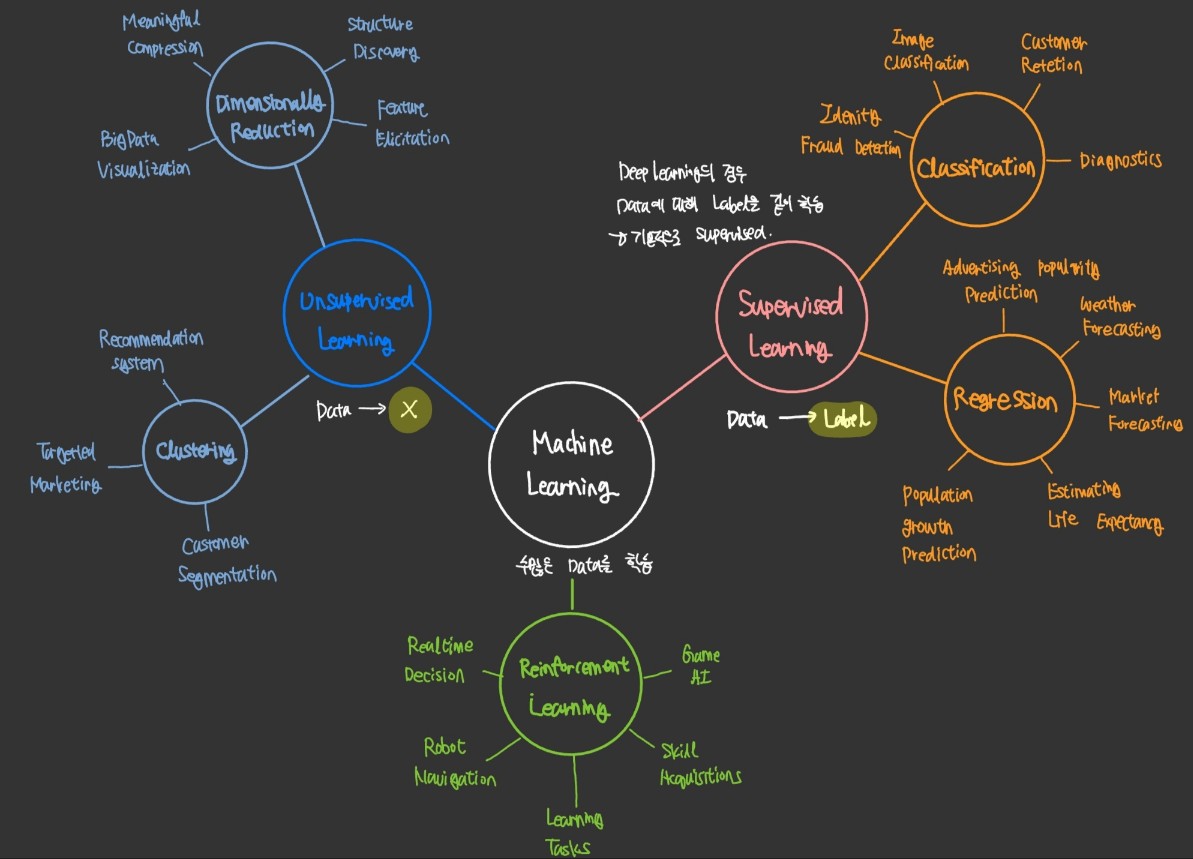 Meaningful
Compression
Structure
Discovery
Dimensionally
Reduction
BigData
Visualization
Feature
Elicitation
Image
Classification
Customer
Retetion
Idenity
Fraud Detection
Classification
Diagnostics
Deep Learning의 경우
Data에 대해 Label을 같이 학습
→ 기본적으로 Supervised.
Unsupervised
Learning
Data → X
Supervised
Learning
Data → Label
Advertising Populrity
Prediction
Weather
Forecasting
Regression
Market
Forecasting
Population
Growth
Prediction
Estimating
Life Expectancy
Recommendation
System
Clustering
Targeted
Marketing
Customer
Segmentation
Machine
Learning
수많은 Data를 학습
Realtime
Decision
Reinforcement
Learning
Game
AI
Robot
Navigation
Skill
Acquisitions
Learning
Tasks